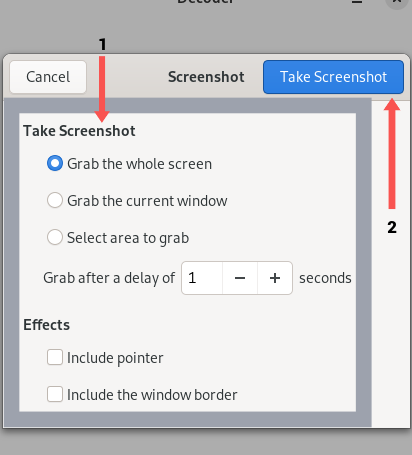 Decoder
1
Cancel
Screenshot
Take Screenshot
Take Screenshot
Grab the whole screen
Grab the current window
2
Select area to grab
Grab after a delay of 1 − + seconds
Effects
Include pointer
Include the window border